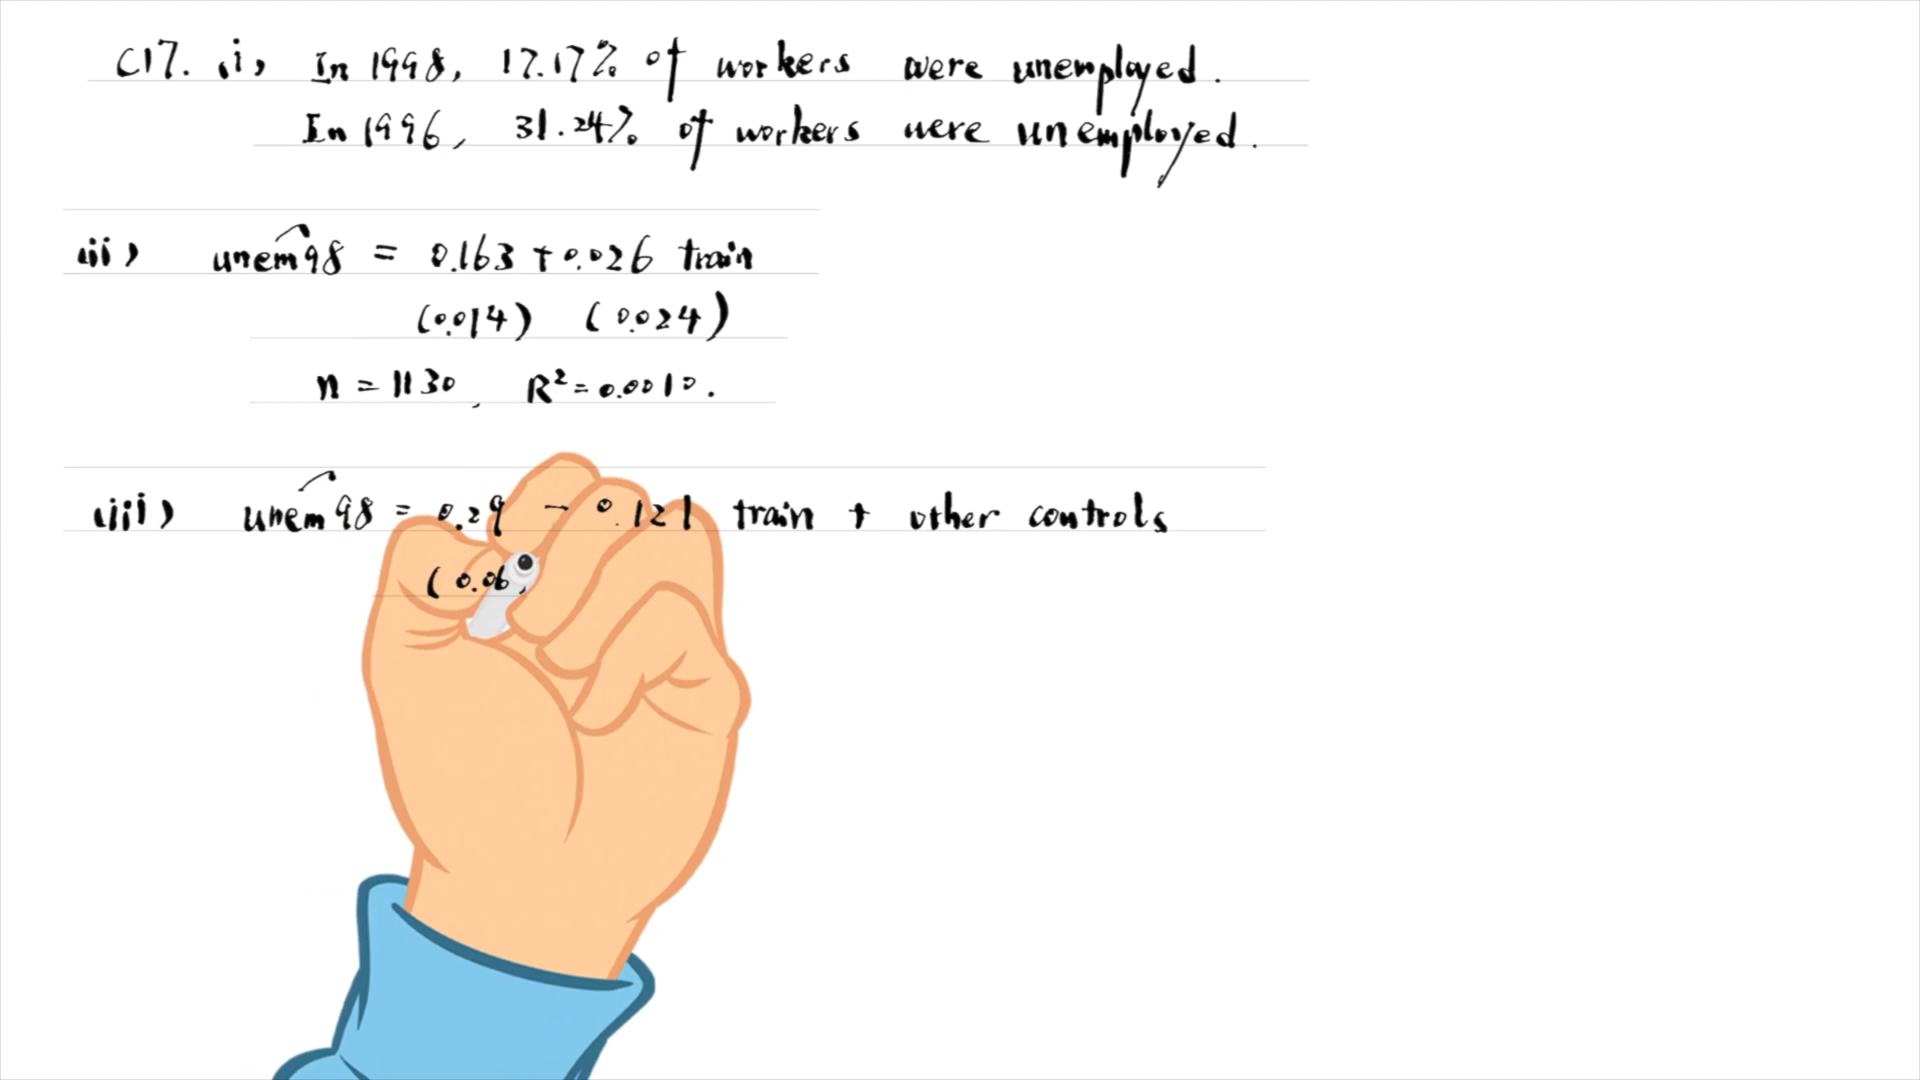 C17. (i) In 1998, 17.17% of workers were unemployed.
In 1996, 31.24% of workers were unemployed.
(ii) unem98 = 0.163 + 0.026 train
(0.014) (0.024)
n = 1130, R² = 0.0010.
(iii) unem98 = 0.29 - 0.121 train + other controls
(0.06